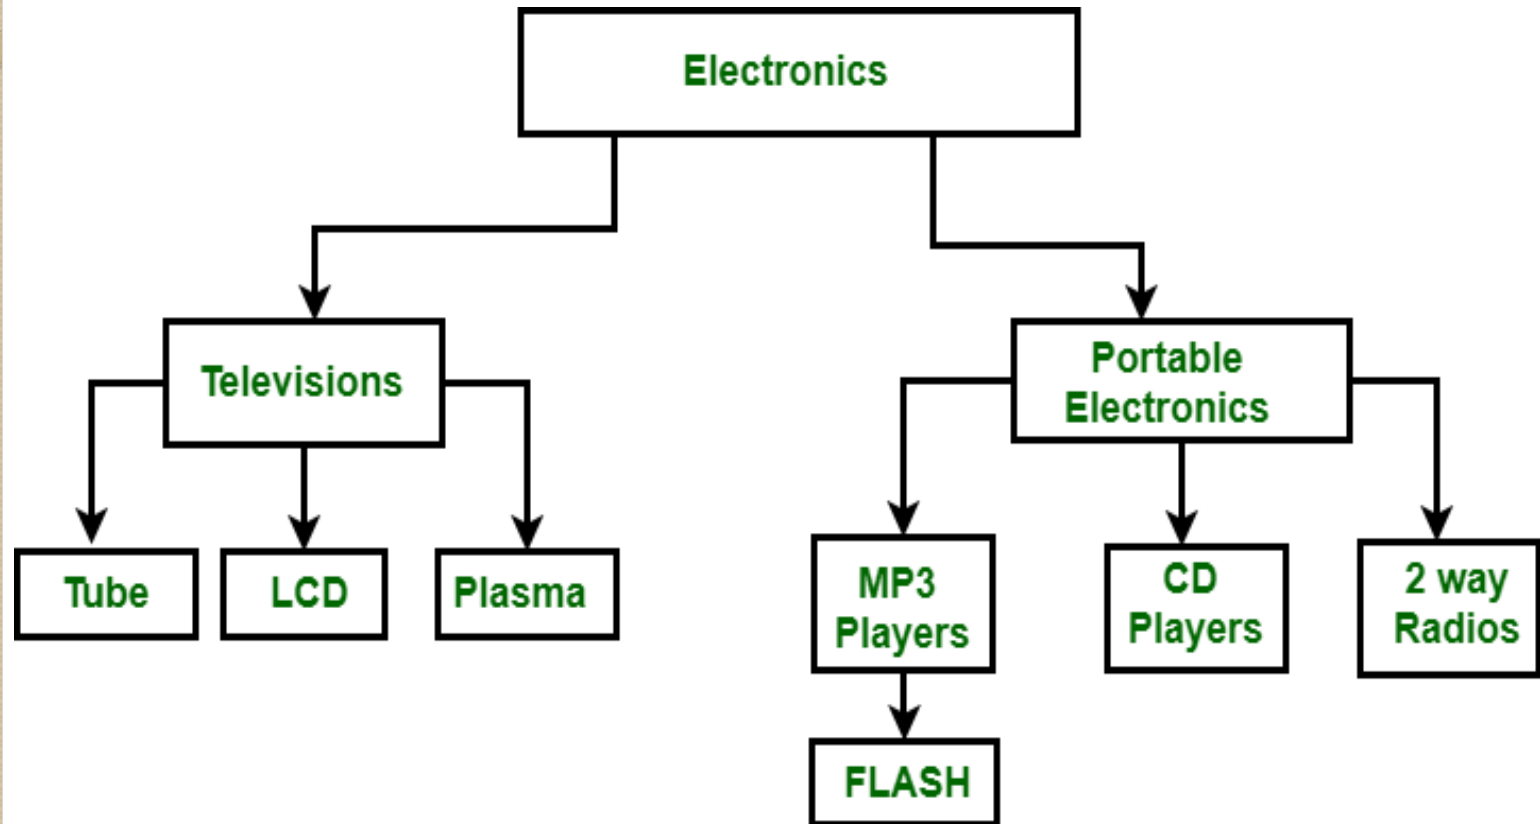 Electronics
Televisions
Portable
Electronics
Tube
LCD
Plasma
MP3
Players
CD
Players
2 way
Radios
FLASH